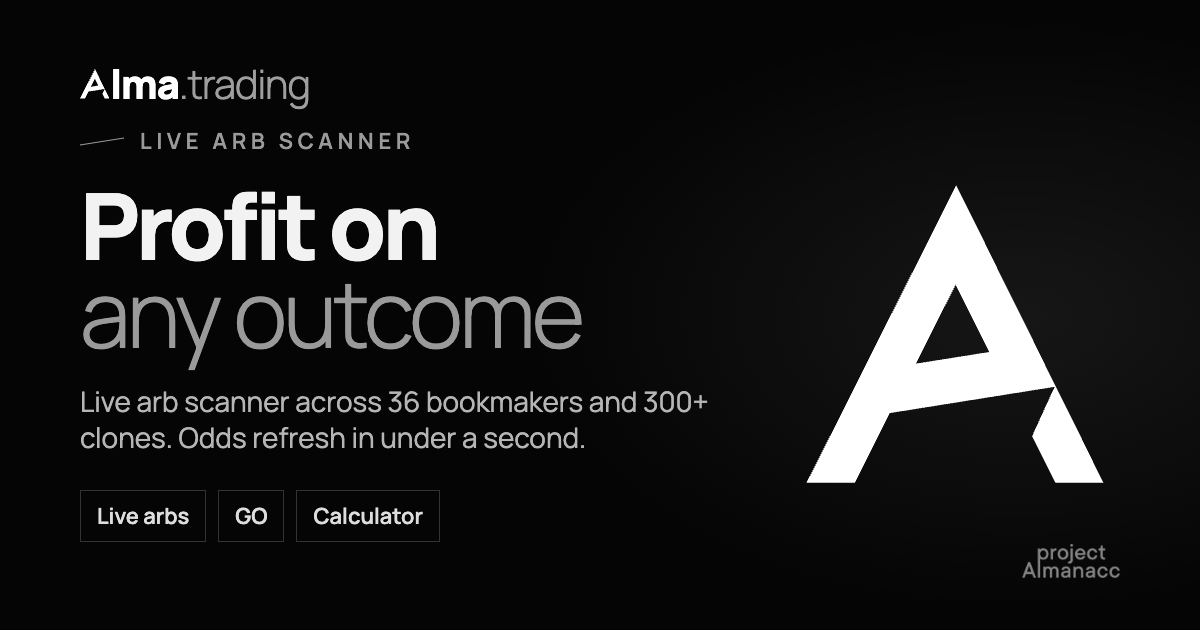 Alma.trading
LIVE ARB SCANNER
Profit on
any outcome
Live arb scanner across 36 bookmakers and 300+
clones. Odds refresh in under a second.
Live arbs
GO
Calculator
project
Almanacc